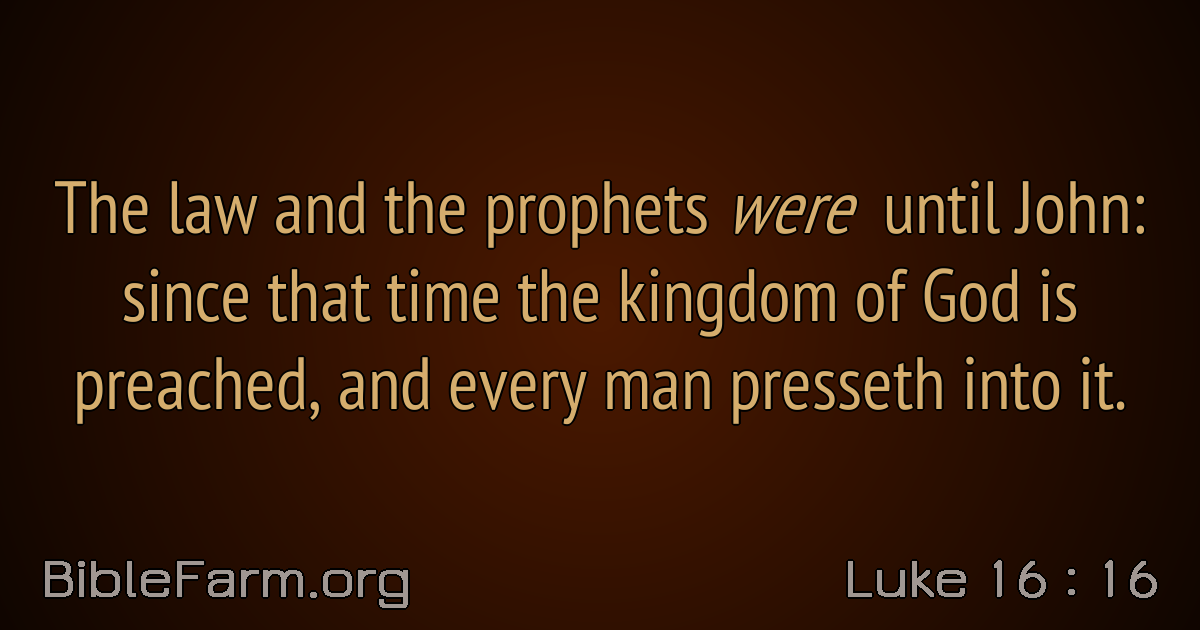 The law and the prophets were until John:
since that time the kingdom of God is
preached, and every man presseth into it.
BibleFarm.org
Luke 16 : 16